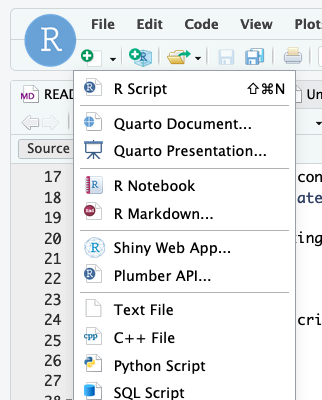 R
File Edit Code View Plot
MD READ Un
Source
R Script ⇧⌘N
Quarto Document...
Quarto Presentation...
R Notebook
R Markdown...
Shiny Web App...
Plumber API...
Text File
C++ File
Python Script
SQL Script
17 con
18 ate
19
20 king
21
22
23
24 cri
25
26
27